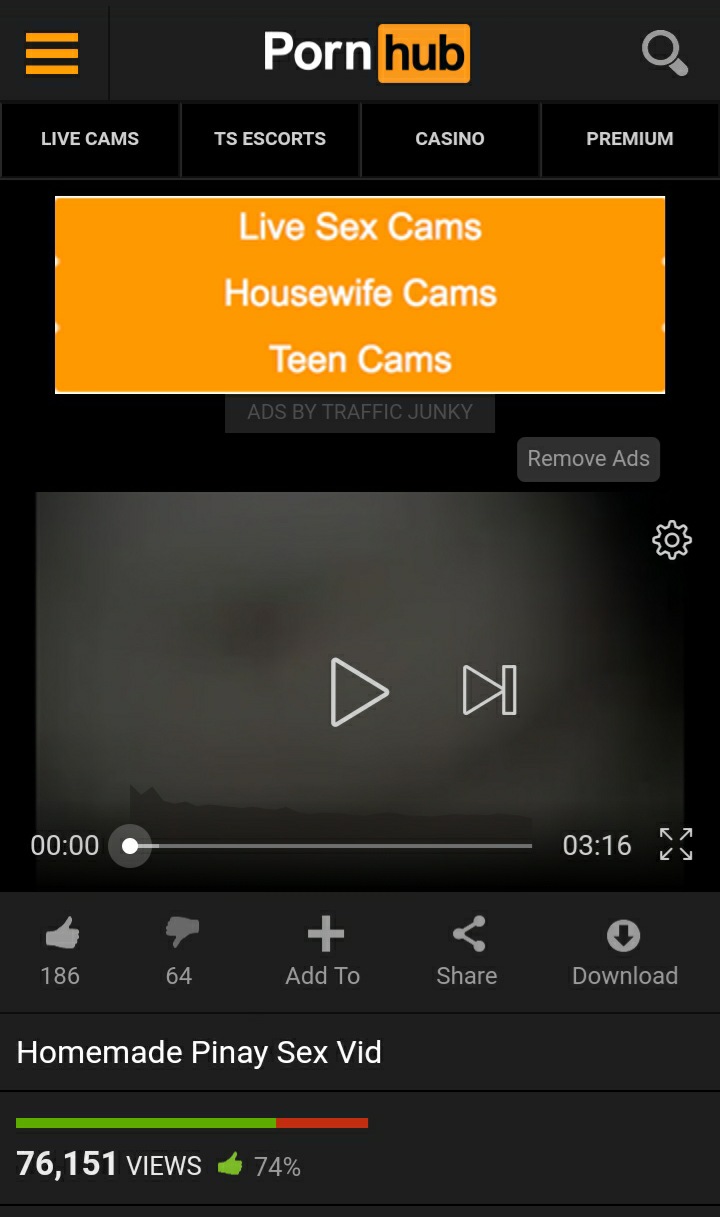 Pornhub
LIVE CAMS TS ESCORTS CASINO PREMIUM
Live Sex Cams
Housewife Cams
Teen Cams
ADS BY TRAFFIC JUNKY
Remove Ads
00:00 03:16
186 64 Add To Share Download
Homemade Pinay Sex Vid
76,151 VIEWS 74%